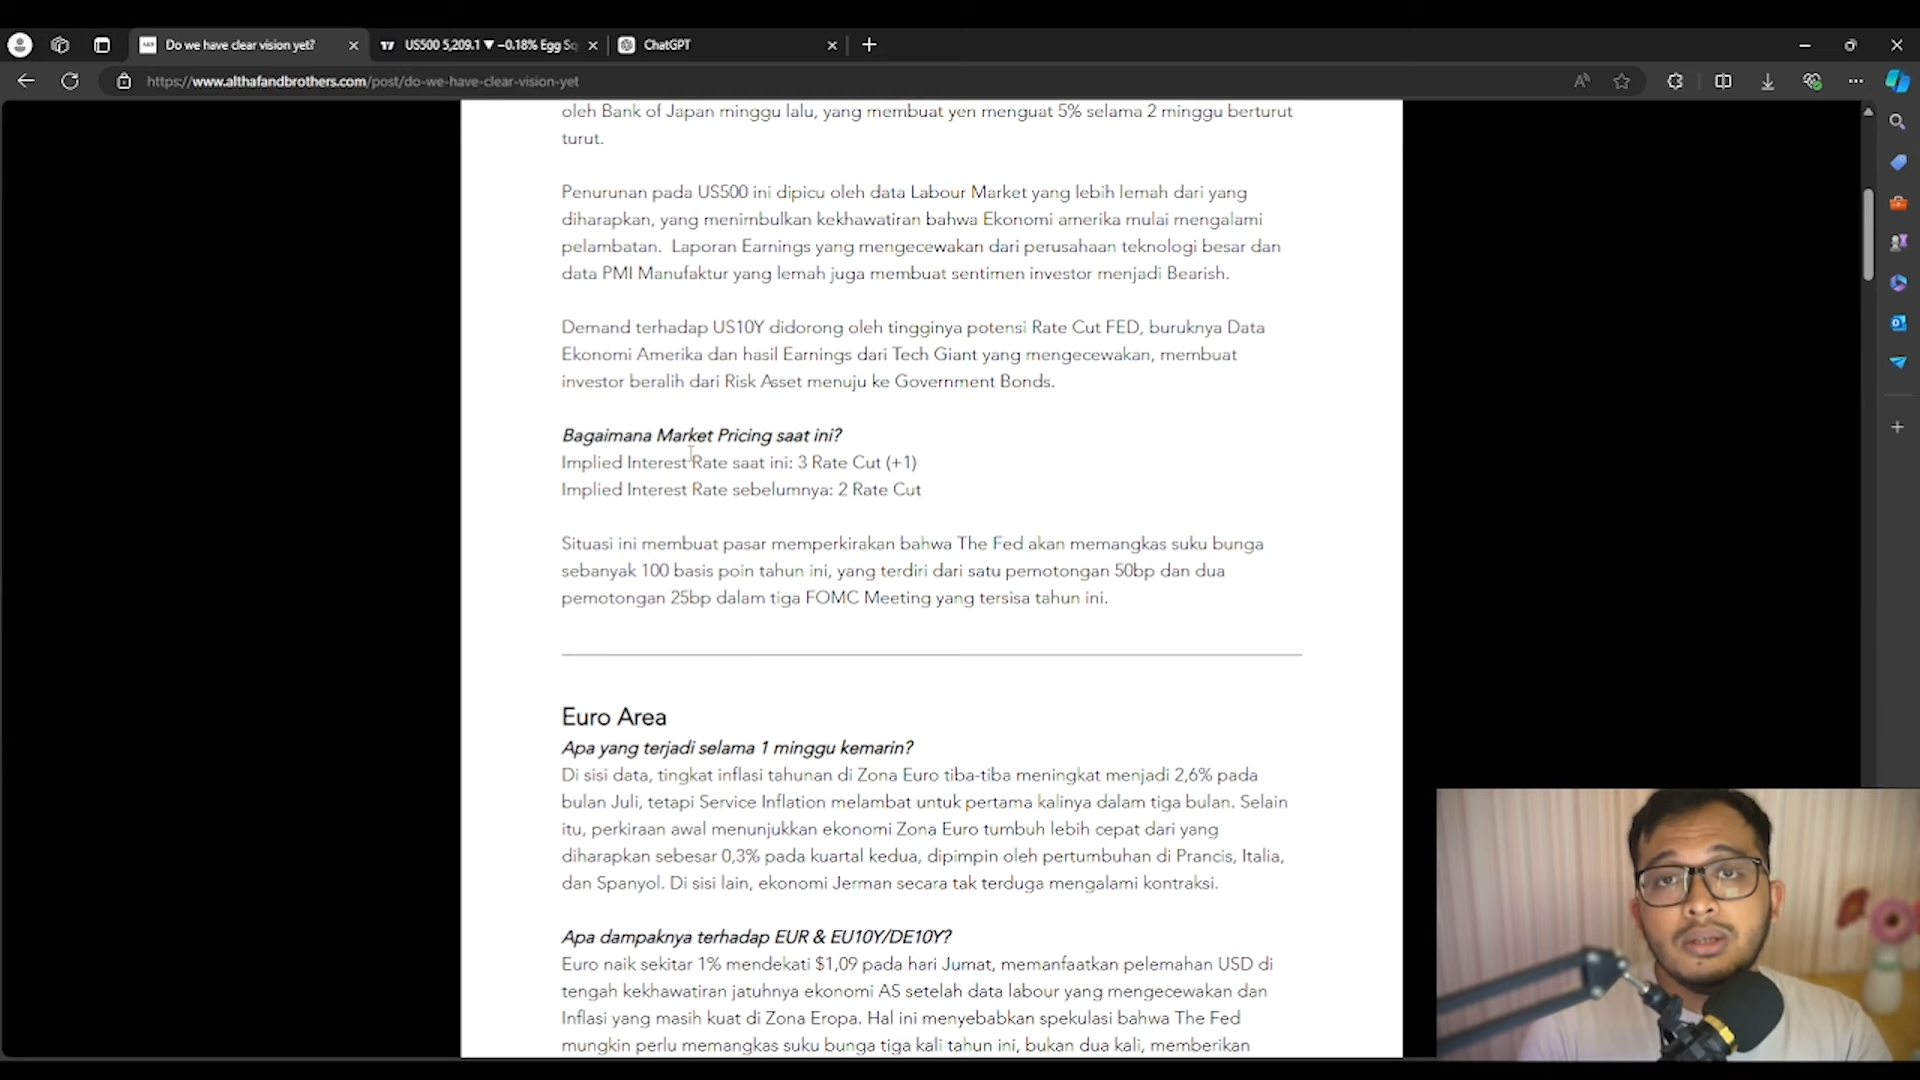 Do we have clear vision yet?
US500 5,209.1 ▼ −0.18% Egg Sq
ChatGPT
https://www.althafandbrothers.com/post/do-we-have-clear-vision-yet
oleh Bank of Japan minggu lalu, yang membuat yen menguat 5% selama 2 minggu berturut
turut.
Penurunan pada US500 ini dipicu oleh data Labour Market yang lebih lemah dari yang
diharapkan, yang menimbulkan kekhawatiran bahwa Ekonomi amerika mulai mengalami
pelambatan.  Laporan Earnings yang mengecewakan dari perusahaan teknologi besar dan
data PMI Manufaktur yang lemah juga membuat sentimen investor menjadi Bearish.
Demand terhadap US10Y didorong oleh tingginya potensi Rate Cut FED, buruknya Data
Ekonomi Amerika dan hasil Earnings dari Tech Giant yang mengecewakan, membuat
investor beralih dari Risk Asset menuju ke Government Bonds.
Bagaimana Market Pricing saat ini?
Implied Interest Rate saat ini: 3 Rate Cut (+1)
Implied Interest Rate sebelumnya: 2 Rate Cut
Situasi ini membuat pasar memperkirakan bahwa The Fed akan memangkas suku bunga
sebanyak 100 basis poin tahun ini, yang terdiri dari satu pemotongan 50bp dan dua
pemotongan 25bp dalam tiga FOMC Meeting yang tersisa tahun ini.
Euro Area
Apa yang terjadi selama 1 minggu kemarin?
Di sisi data, tingkat inflasi tahunan di Zona Euro tiba-tiba meningkat menjadi 2,6% pada
bulan Juli, tetapi Service Inflation melambat untuk pertama kalinya dalam tiga bulan. Selain
itu, perkiraan awal menunjukkan ekonomi Zona Euro tumbuh lebih cepat dari yang
diharapkan sebesar 0,3% pada kuartal kedua, dipimpin oleh pertumbuhan di Prancis, Italia,
dan Spanyol. Di sisi lain, ekonomi Jerman secara tak terduga mengalami kontraksi.
Apa dampaknya terhadap EUR & EU10Y/DE10Y?
Euro naik sekitar 1% mendekati $1,09 pada hari Jumat, memanfaatkan pelemahan USD di
tengah kekhawatiran jatuhnya ekonomi AS setelah data labour yang mengecewakan dan
Inflasi yang masih kuat di Zona Eropa. Hal ini menyebabkan spekulasi bahwa The Fed
mungkin perlu memangkas suku bunga tiga kali tahun ini, bukan dua kali, memberikan